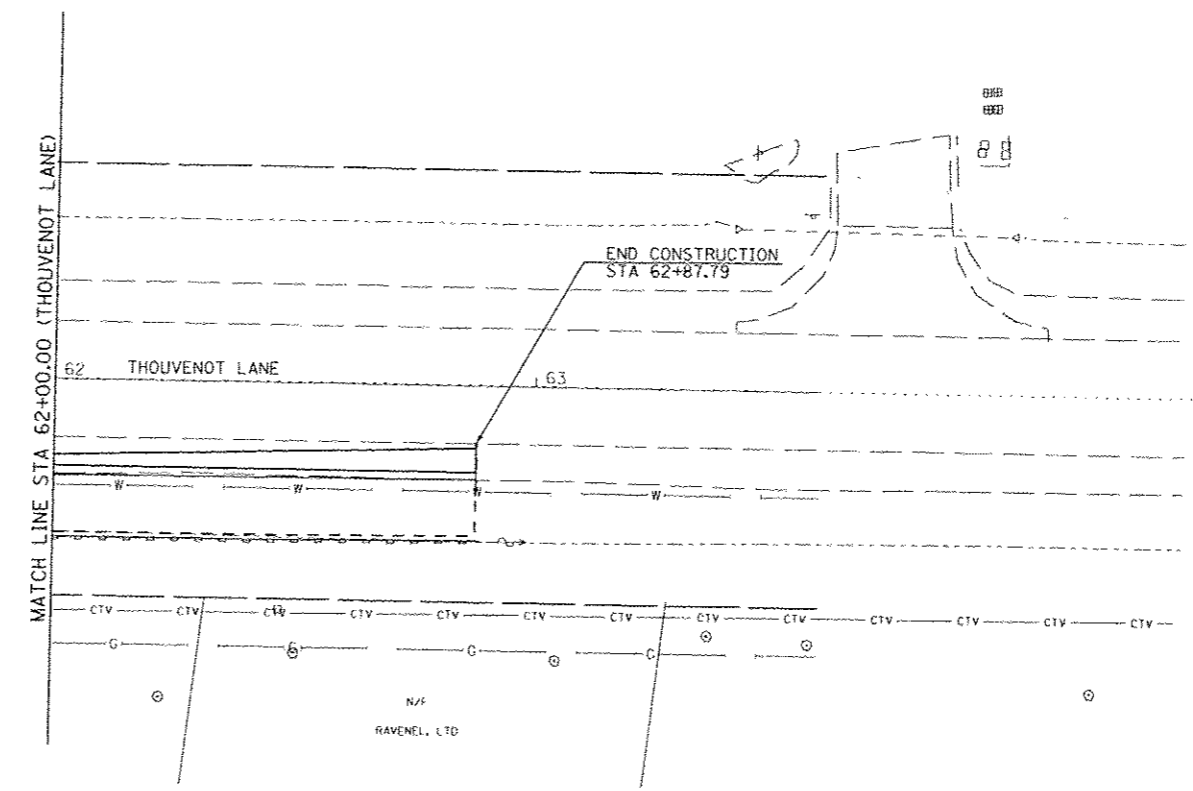 MATCH LINE STA 62+00.00 (THOUVENOT LANE)
END CONSTRUCTION
STA 62+87.79
62 THOUVENOT LANE 63
W W W W
CTV CTV CTV CTV CTV CTV CTV CTV CTV CTV CTV CTV CTV
G G G G
N/F
RAVENEL, LTD